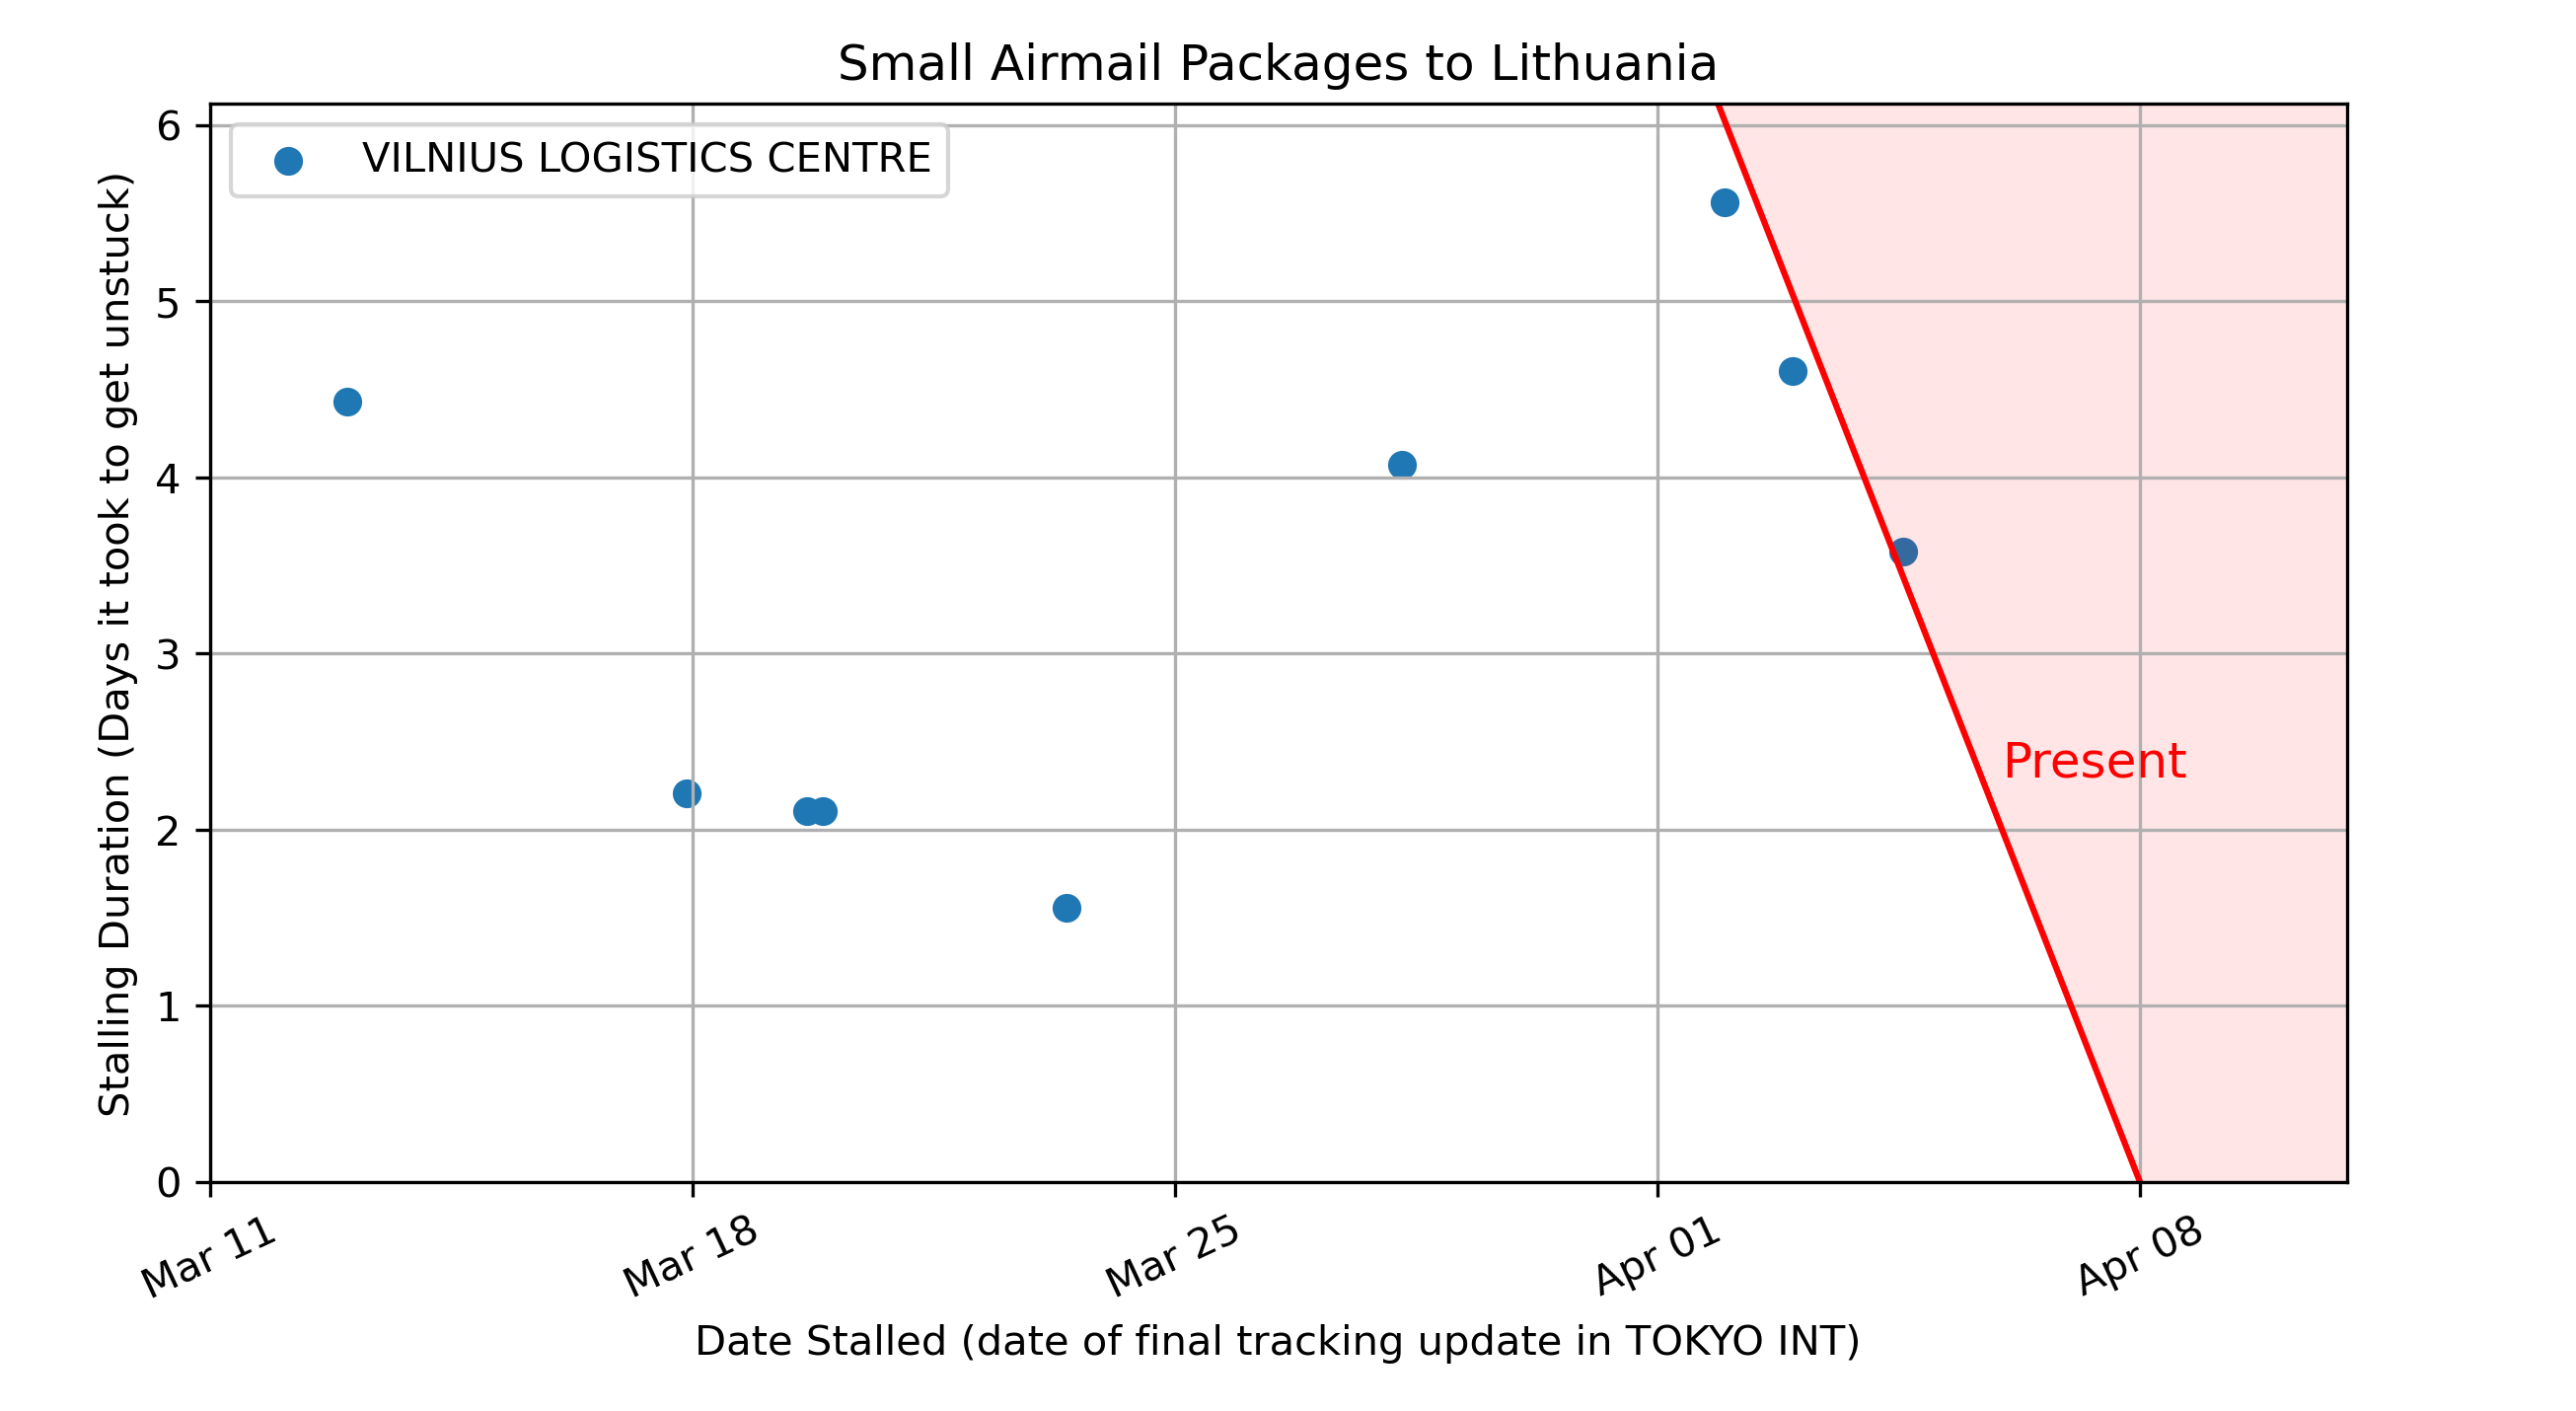 Small Airmail Packages to Lithuania
VILNIUS LOGISTICS CENTRE
Stalling Duration (Days it took to get unstuck)
6
5
4
3
2
1
0
Present
Mar 11
Mar 18
Mar 25
Apr 01
Apr 08
Date Stalled (date of final tracking update in TOKYO INT)